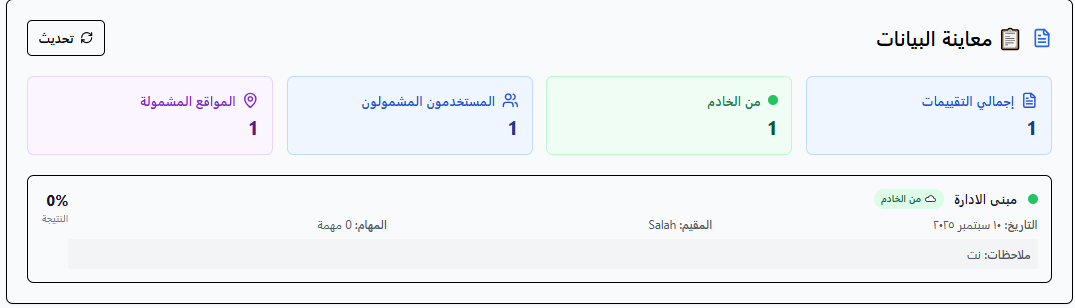 معاينة البيانات
تحديث
إجمالي التقييمات
1
من الخادم
1
المستخدمون المشمولون
1
المواقع المشمولة
1
مبنى الادارة من الخادم
0%
النتيجة
التاريخ: ١٠ سبتمبر ٢٠٢٥ المقيم: Salah المهام: 0 مهمة
ملاحظات: نت